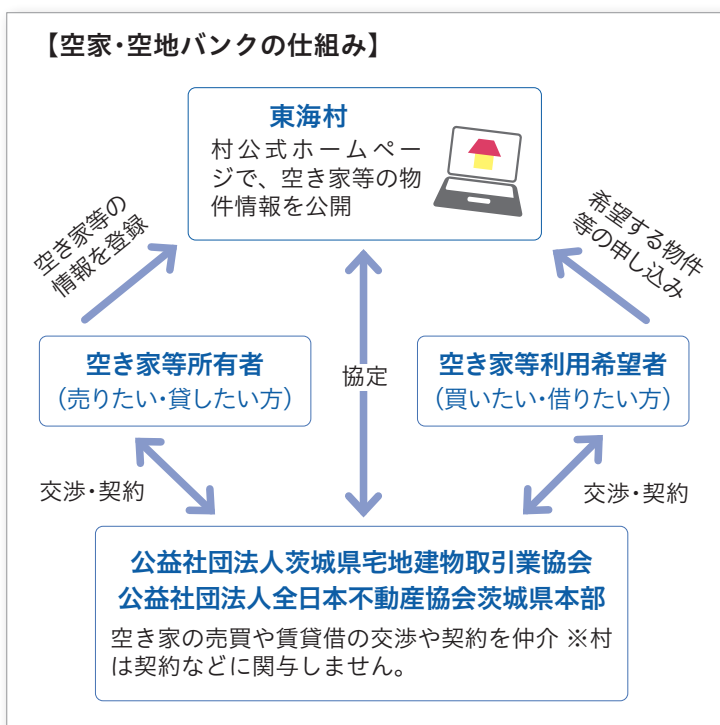 【空家･空地バンクの仕組み】
東海村
村公式ホームペー
ジで、空き家等の物
件情報を公開
空き家等の
情報を登録
希望する物件
等の申し込み
空き家等所有者
（売りたい･貸したい方）
協定
空き家等利用希望者
（買いたい･借りたい方）
交渉･契約
交渉･契約
公益社団法人茨城県宅地建物取引業協会
公益社団法人全日本不動産協会茨城県本部
空き家の売買や賃貸借の交渉や契約を仲介 ※村
は契約などに関与しません。